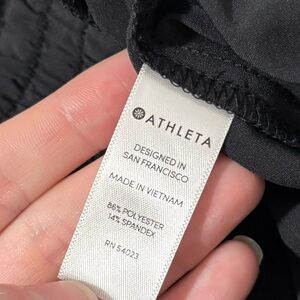 ATHLETA
DESIGNED IN
SAN FRANCISCO
MADE IN VIETNAM
86% POLYESTER
14% SPANDEX
RN 54023